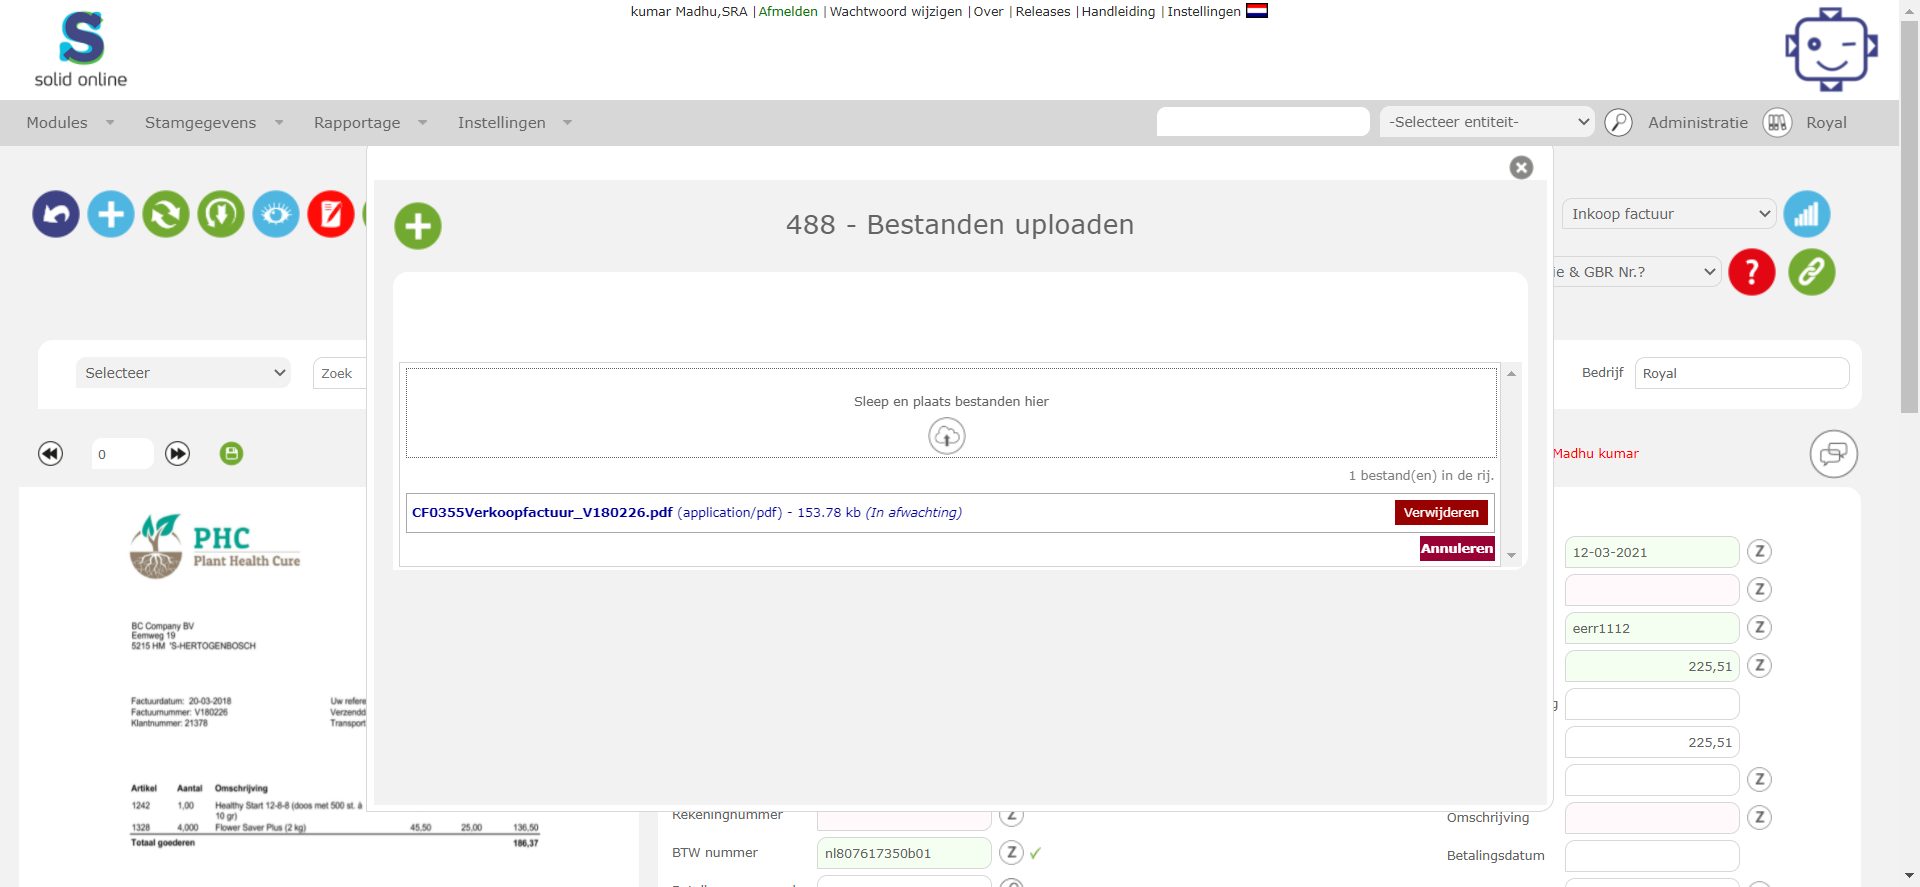 kumar Madhu,SRA | Afmelden | Wachtwoord wijzigen | Over | Releases | Handleiding | Instellingen
S
solid online
Modules Stamgegevens Rapportage Instellingen -Selecteer entiteit- Administratie Royal
488 - Bestanden uploaden
Inkoop factuur
ie & GBR Nr.?
?
Selecteer Zoek
Bedrijf Royal
Sleep en plaats bestanden hier
0
Madhu kumar
1 bestand(en) in de rij.
CF0355Verkoopfactuur_V180226.pdf (application/pdf) - 153.78 kb (In afwachting) Verwijderen
Annuleren
PHC
Plant Health Cure
12-03-2021 Z
Z
eerr1112 Z
225,51 Z
g
225,51
Z
BC Company BV
Eemweg 19
5215 HM 'S-HERTOGENBOSCH
Factuurdatum: 20-03-2018 Uw refere
Factuurnummer: V180226 Verzendd
Klantnummer: 21378 Transport
Artikel Aantal Omschrijving
1242 1,00 Healthy Start 12-8-8 (doos met 500 st. à
10 gr)
1328 4,000 Flower Saver Plus (2 kg) 45,50 25,00 136,50
Totaal goederen 186,37
Rekeningnummer Z
Omschrijving Z
BTW nummer nl807617350b01 Z
Betalingsdatum